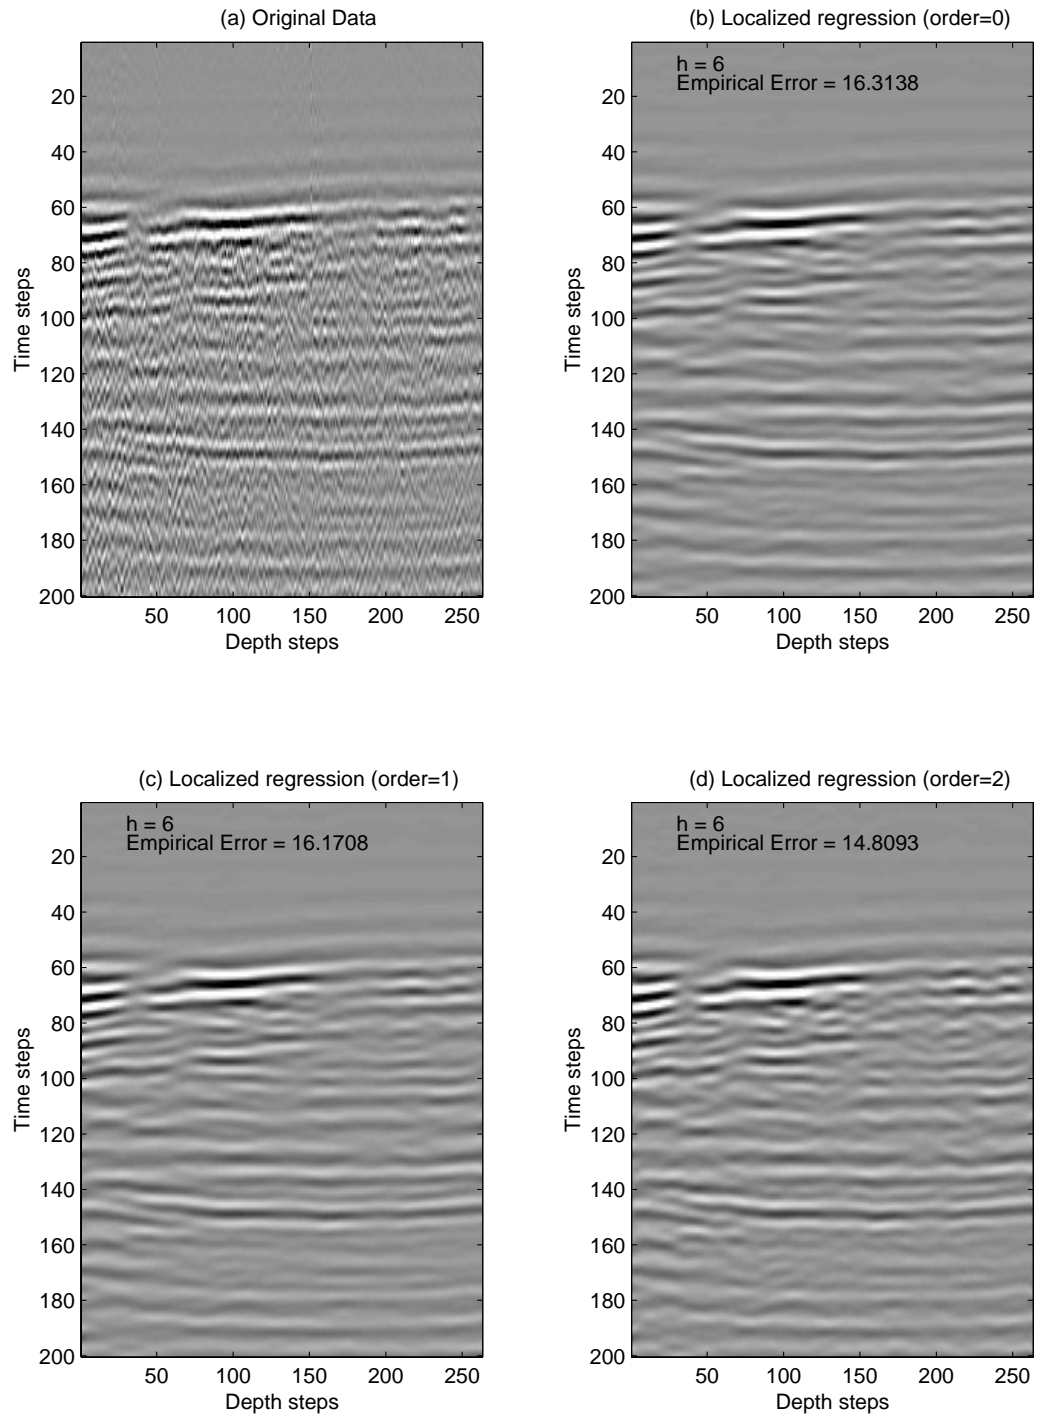 (a) Original Data
20
40
60
80
100
120
140
160
180
200
Time steps
50 100 150 200 250
Depth steps
(b) Localized regression (order=0)
h = 6
Empirical Error = 16.3138
20
40
60
80
100
120
140
160
180
200
Time steps
50 100 150 200 250
Depth steps
(c) Localized regression (order=1)
h = 6
Empirical Error = 16.1708
20
40
60
80
100
120
140
160
180
200
Time steps
50 100 150 200 250
Depth steps
(d) Localized regression (order=2)
h = 6
Empirical Error = 14.8093
20
40
60
80
100
120
140
160
180
200
Time steps
50 100 150 200 250
Depth steps